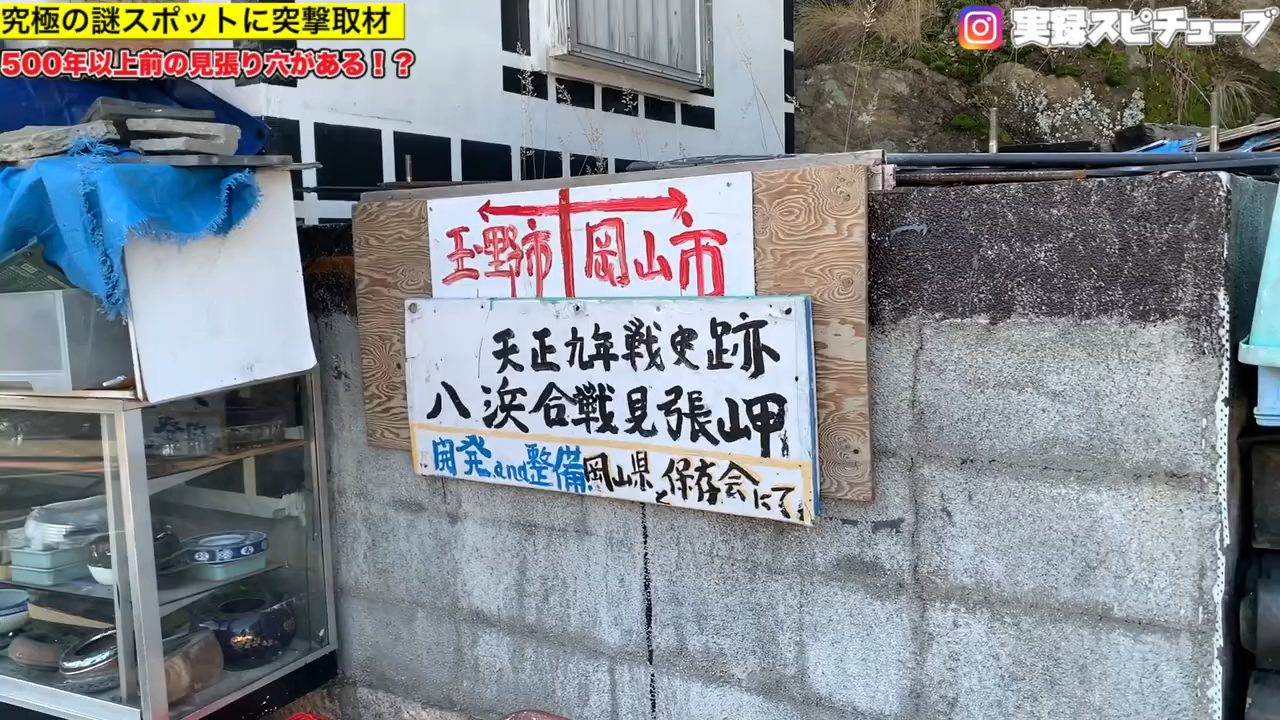 究極の謎スポットに突撃取材
500年以上前の見張り穴がある！？
実録スピチューブ
玉野市 岡山市
天正九年戦史跡
八浜合戦見張岬
開発and整備岡山県と保存会にて